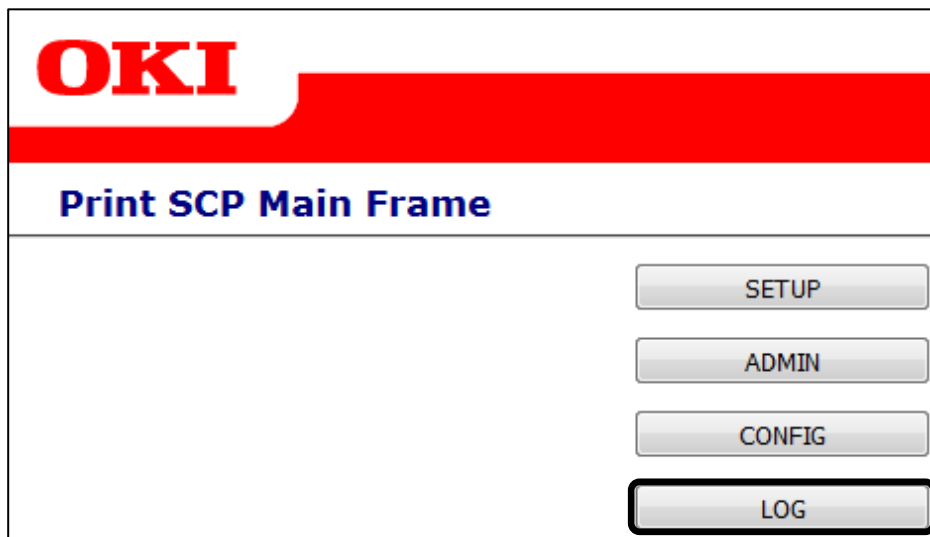 OKI
Print SCP Main Frame
SETUP
ADMIN
CONFIG
LOG